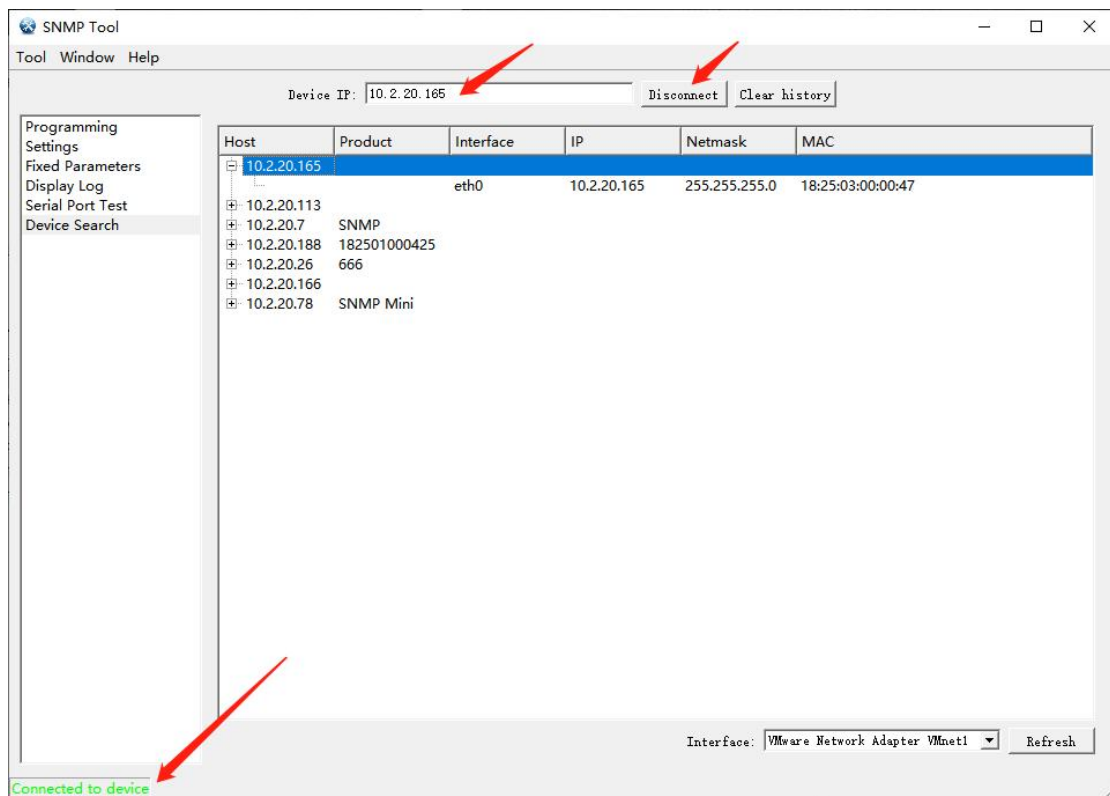 SNMP Tool
Tool Window Help
Device IP: 10.2.20.165 Disconnect Clear history
Programming
Settings
Fixed Parameters
Display Log
Serial Port Test
Device Search
Host Product Interface IP Netmask MAC
10.2.20.165
eth0 10.2.20.165 255.255.255.0 18:25:03:00:00:47
10.2.20.113
10.2.20.7 SNMP
10.2.20.188 182501000425
10.2.20.26 666
10.2.20.166
10.2.20.78 SNMP Mini
Interface: VMware Network Adapter VMnet1 Refresh
Connected to device